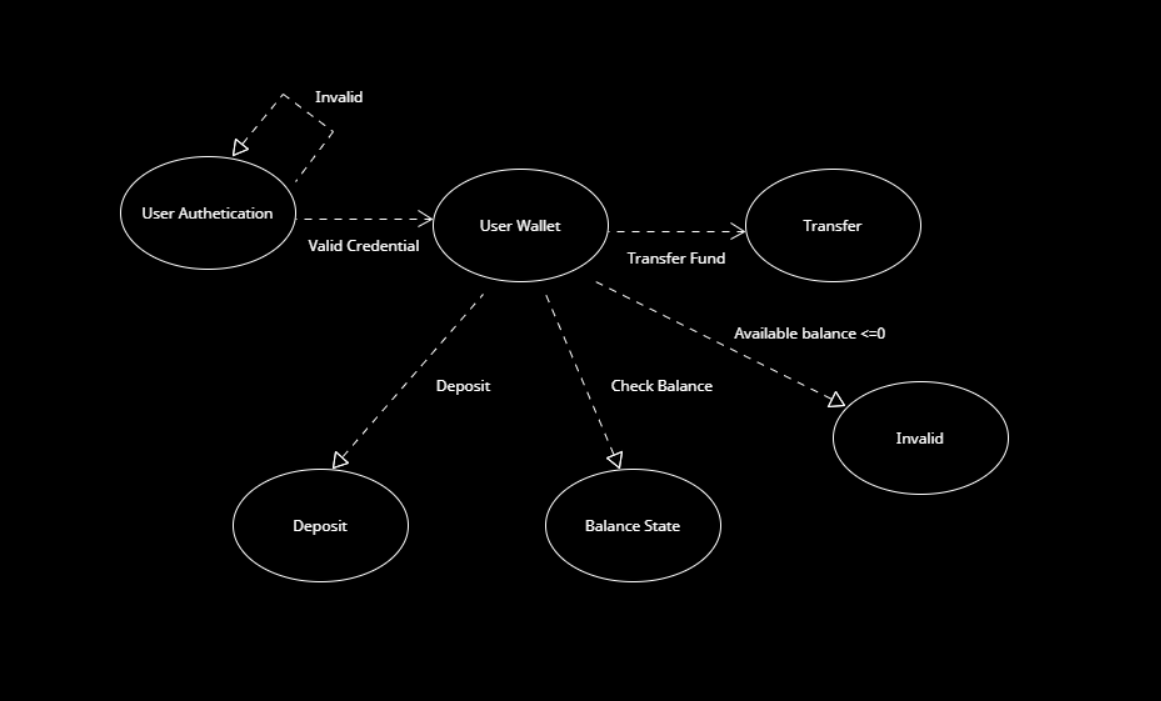 Invalid
User Authetication
Valid Credential
User Wallet
Transfer Fund
Transfer
Available balance <=0
Deposit
Check Balance
Invalid
Deposit
Balance State